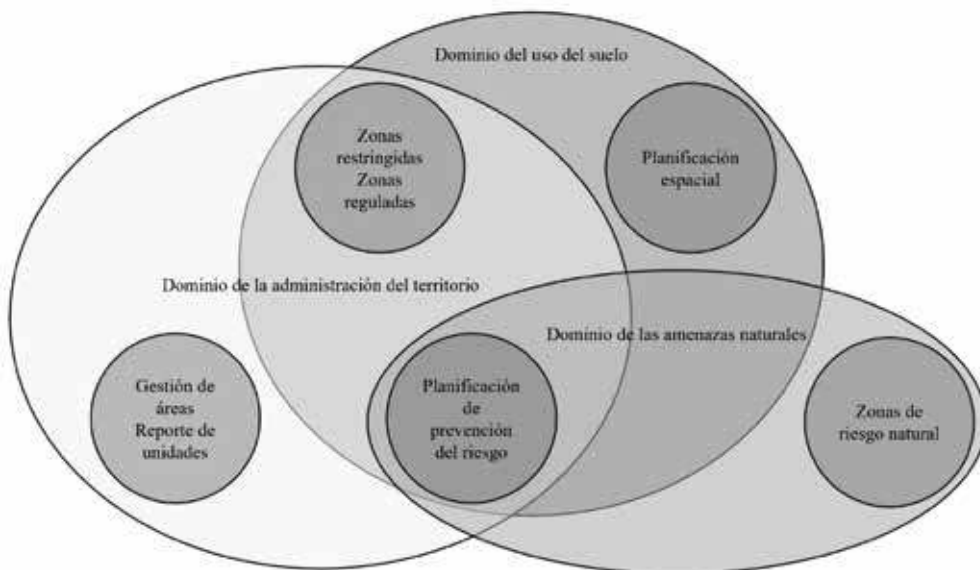 Dominio del uso del suelo
Zonas
restringidas
Zonas
reguladas
Planificación
espacial
Dominio de la administración del territorio
Dominio de las amenazas naturales
Gestión de
áreas
Reporte de
unidades
Planificación
de
prevención
del riesgo
Zonas de
riesgo natural